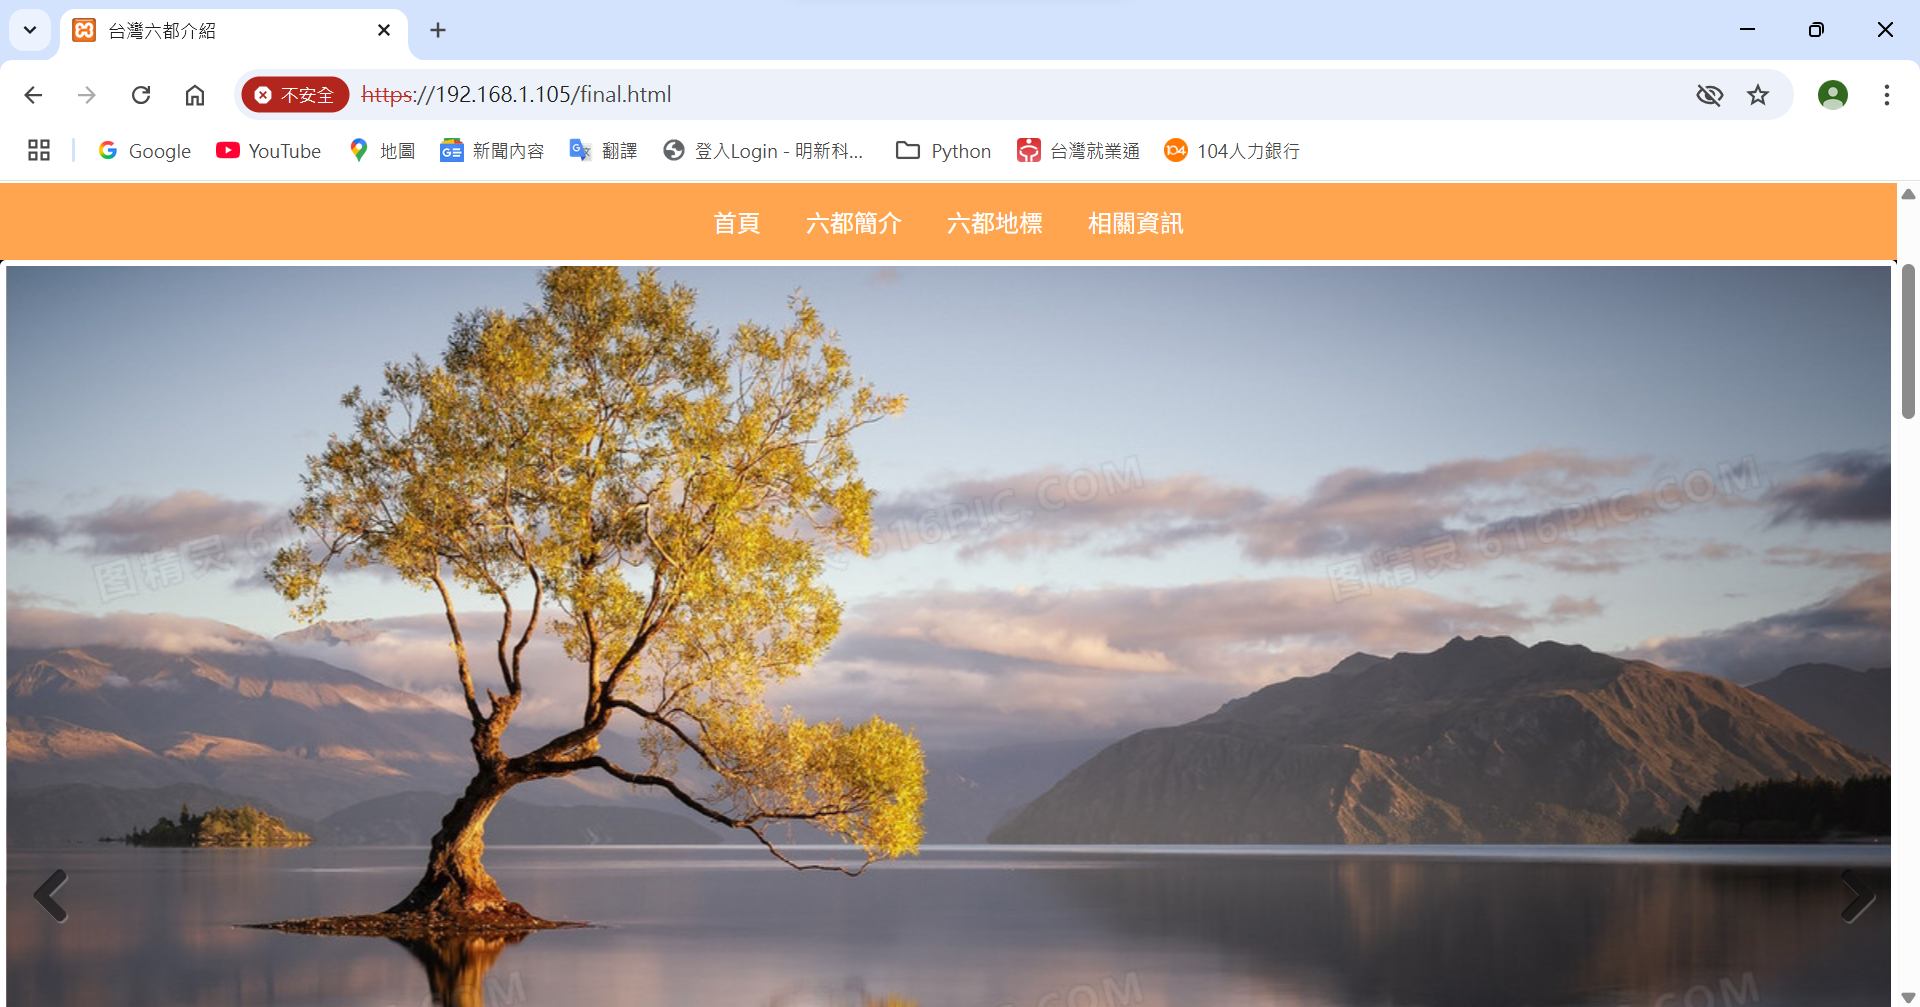 台灣六都介紹
不安全 https://192.168.1.105/final.html
Google YouTube 地圖 新聞內容 翻譯 登入Login - 明新科... Python 台灣就業通 104 104人力銀行
首頁 六都簡介 六都地標 相關資訊
616PIC.COM
图精灵 616PIC.COM
图精灵